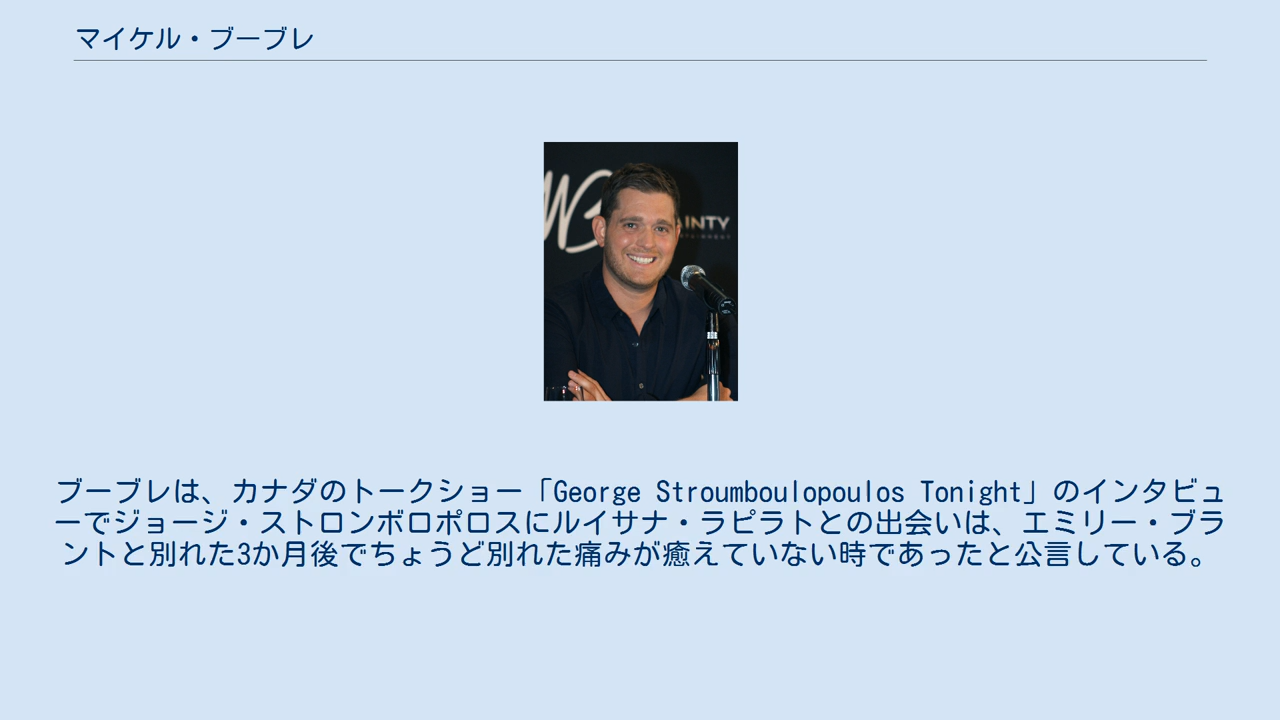 マイケル・ブーブレ
AINTY
ブーブレは、カナダのトークショー「George Stroumboulopoulos Tonight」のインタビュ
ーでジョージ・ストロンボロポロスにルイサナ・ラピラトとの出会いは、エミリー・ブラ
ントと別れた3か月後でちょうど別れた痛みが癒えていない時であったと公言している。